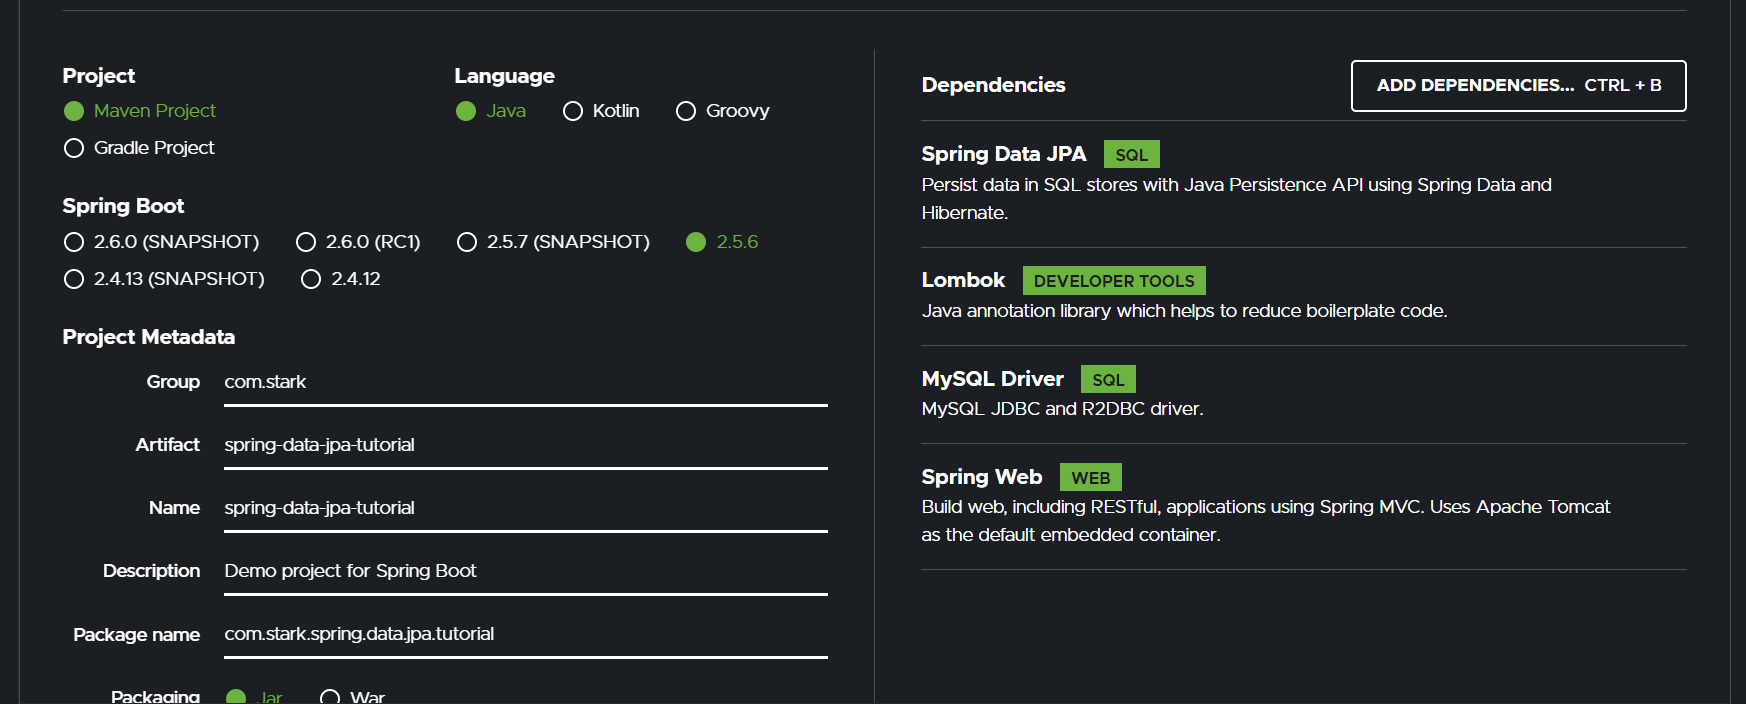 Project
Maven Project
Gradle Project
Language
Java Kotlin Groovy
Spring Boot
2.6.0 (SNAPSHOT) 2.6.0 (RC1) 2.5.7 (SNAPSHOT) 2.5.6
2.4.13 (SNAPSHOT) 2.4.12
Project Metadata
Group com.stark
Artifact spring-data-jpa-tutorial
Name spring-data-jpa-tutorial
Description Demo project for Spring Boot
Package name com.stark.spring.data.jpa.tutorial
Packaging Jar War
Dependencies ADD DEPENDENCIES... CTRL + B
Spring Data JPA SQL
Persist data in SQL stores with Java Persistence API using Spring Data and
Hibernate.
Lombok DEVELOPER TOOLS
Java annotation library which helps to reduce boilerplate code.
MySQL Driver SQL
MySQL JDBC and R2DBC driver.
Spring Web WEB
Build web, including RESTful, applications using Spring MVC. Uses Apache Tomcat
as the default embedded container.